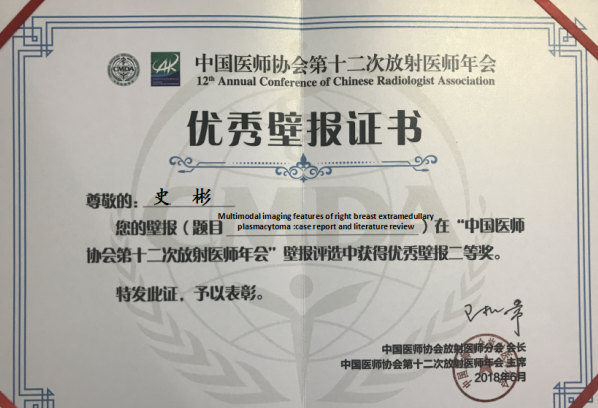 中国医师协会第十二次放射医师年会
12th Annual Conference of Chinese Radiologist Association
CMDA
优秀壁报证书
尊敬的：史 彬
您的壁报（题目 Multimodal imaging features of right breast extramedullary
plasmacytoma :case report and literature review ）在“中国医师
协会第十二次放射医师年会”壁报评选中获得优秀壁报二等奖。
特发此证，予以表彰。
中国医师协会放射医师分会 会长
中国医师协会第十二次放射医师年会 主席
2018年6月